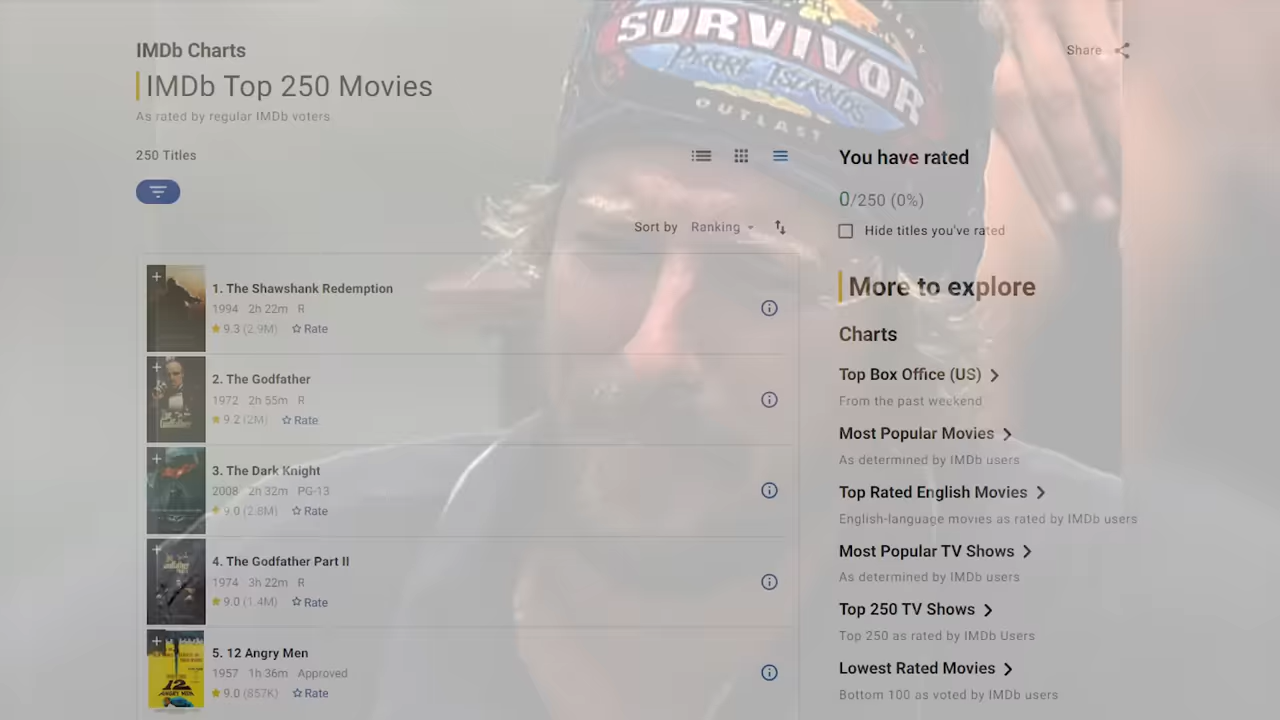 SURVIVOR
PEARL ISLANDS
OUTLAST
PLAY
IMDb Charts
Share
IMDb Top 250 Movies
As rated by regular IMDb voters
250 Titles
You have rated
0/250 (0%)
Sort by Ranking
Hide titles you've rated
1. The Shawshank Redemption
1994 2h 22m R
9.3 (2.9M) Rate
2. The Godfather
1972 2h 55m R
9.2 (2M) Rate
3. The Dark Knight
2008 2h 32m PG-13
9.0 (2.8M) Rate
4. The Godfather Part II
1974 3h 22m R
9.0 (1.4M) Rate
5. 12 Angry Men
1957 1h 36m Approved
9.0 (857K) Rate
12
ANGRY MEN
More to explore
Charts
Top Box Office (US)
From the past weekend
Most Popular Movies
As determined by IMDb users
Top Rated English Movies
English-language movies as rated by IMDb users
Most Popular TV Shows
As determined by IMDb users
Top 250 TV Shows
Top 250 as rated by IMDb Users
Lowest Rated Movies
Bottom 100 as voted by IMDb users